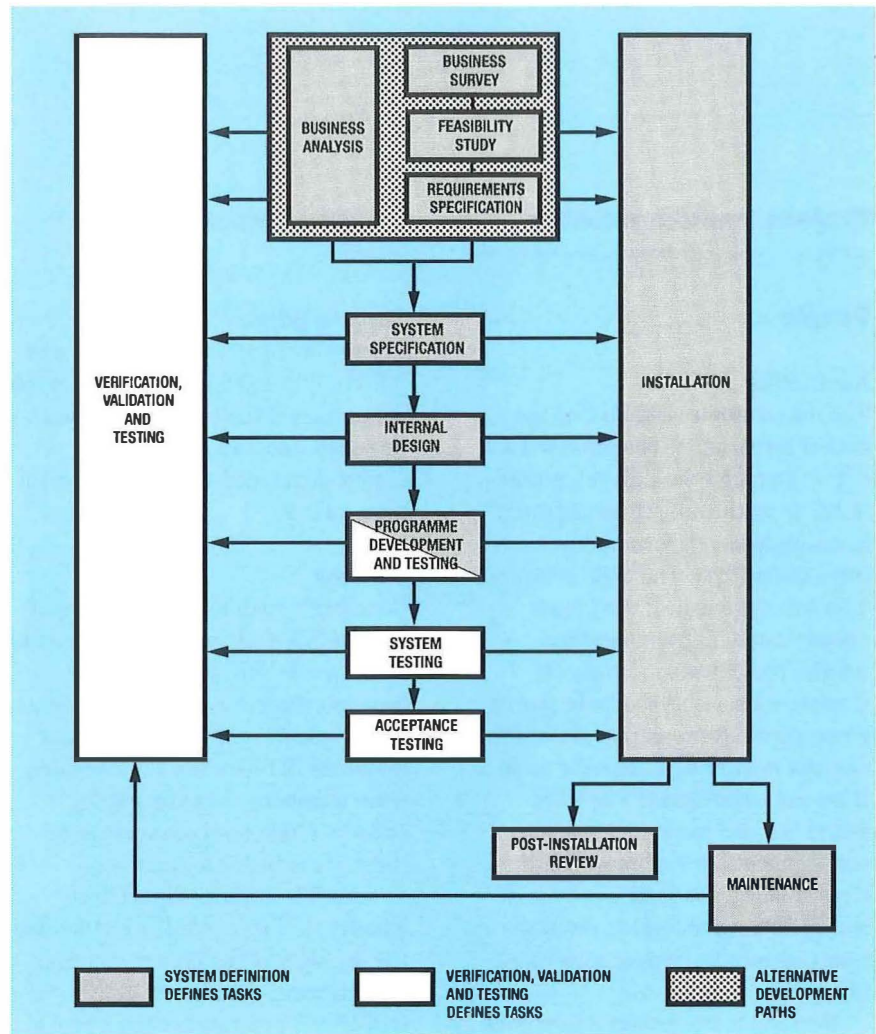 BUSINESS
SURVEY
BUSINESS
ANALYSIS
FEASIBILITY
STUDY
REQUIREMENTS
SPECIFICATION
SYSTEM
SPECIFICATION
VERIFICATION,
VALIDATION
AND
TESTING
INSTALLATION
INTERNAL
DESIGN
PROGRAMME
DEVELOPMENT
AND TESTING
SYSTEM
TESTING
ACCEPTANCE
TESTING
POST-INSTALLATION
REVIEW
MAINTENANCE
SYSTEM DEFINITION
DEFINES TASKS
VERIFICATION, VALIDATION
AND TESTING
DEFINES TASKS
ALTERNATIVE
DEVELOPMENT
PATHS